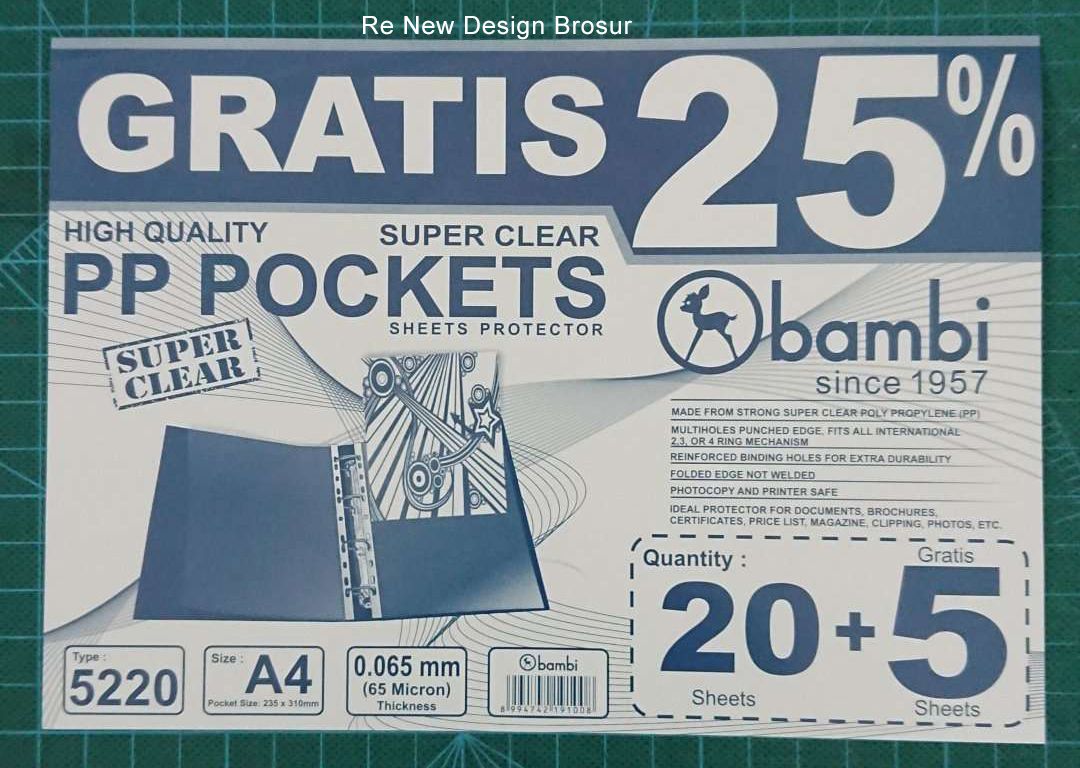 Re New Design Brosur
GRATIS 25%
HIGH QUALITY
SUPER CLEAR
PP POCKETS
SHEETS PROTECTOR
SUPER
CLEAR
bambi
since 1957
MADE FROM STRONG SUPER CLEAR POLY PROPYLENE (PP)
MULTIHOLES PUNCHED EDGE, FITS ALL INTERNATIONAL
2,3, OR 4 RING MECHANISM
REINFORCED BINDING HOLES FOR EXTRA DURABILITY
FOLDED EDGE NOT WELDED
PHOTOCOPY AND PRINTER SAFE
IDEAL PROTECTOR FOR DOCUMENTS, BROCHURES,
CERTIFICATES, PRICE LIST, MAGAZINE, CLIPPING, PHOTOS, ETC.
Quantity :
Gratis
20 + 5
Sheets
Sheets
Type :
5220
Size :
A4
Pocket Size: 235 x 310mm
0.065 mm
(65 Micron)
Thickness
bambi
8 994742 191008